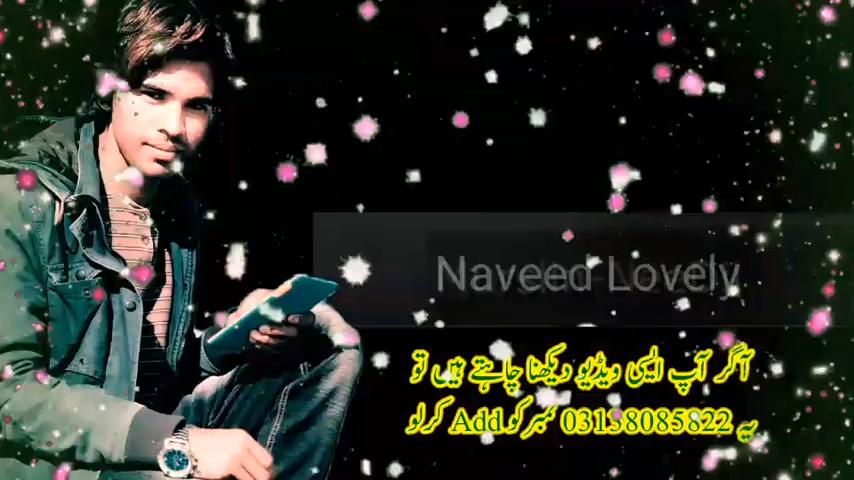 Naveed Lovely
اگر آپ ایسی ویڈیو دیکھنا چاہتے ہیں تو
یہ 03138085822 نمبر کو Add کرلو